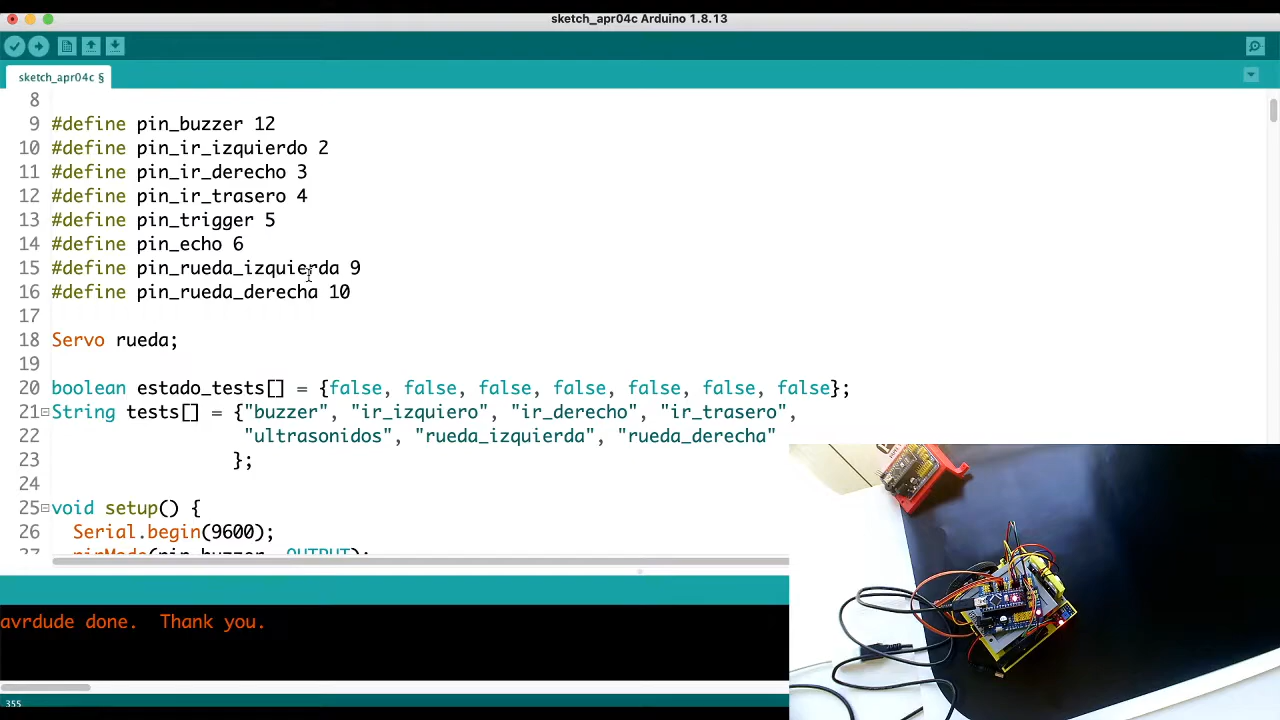 sketch_apr04c Arduino 1.8.13
sketch_apr04c §
8
9 #define pin_buzzer 12
10 #define pin_ir_izquierdo 2
11 #define pin_ir_derecho 3
12 #define pin_ir_trasero 4
13 #define pin_trigger 5
14 #define pin_echo 6
15 #define pin_rueda_izquierda 9
16 #define pin_rueda_derecha 10
17
18 Servo rueda;
19
20 boolean estado_tests[] = {false, false, false, false, false, false, false};
21 String tests[] = {"buzzer", "ir_izquiero", "ir_derecho", "ir_trasero",
22 "ultrasonidos", "rueda_izquierda", "rueda_derecha"
23 };
24
25 void setup() {
26 Serial.begin(9600);
27 pinMode(pin_buzzer, OUTPUT);
avrdude done. Thank you.
355